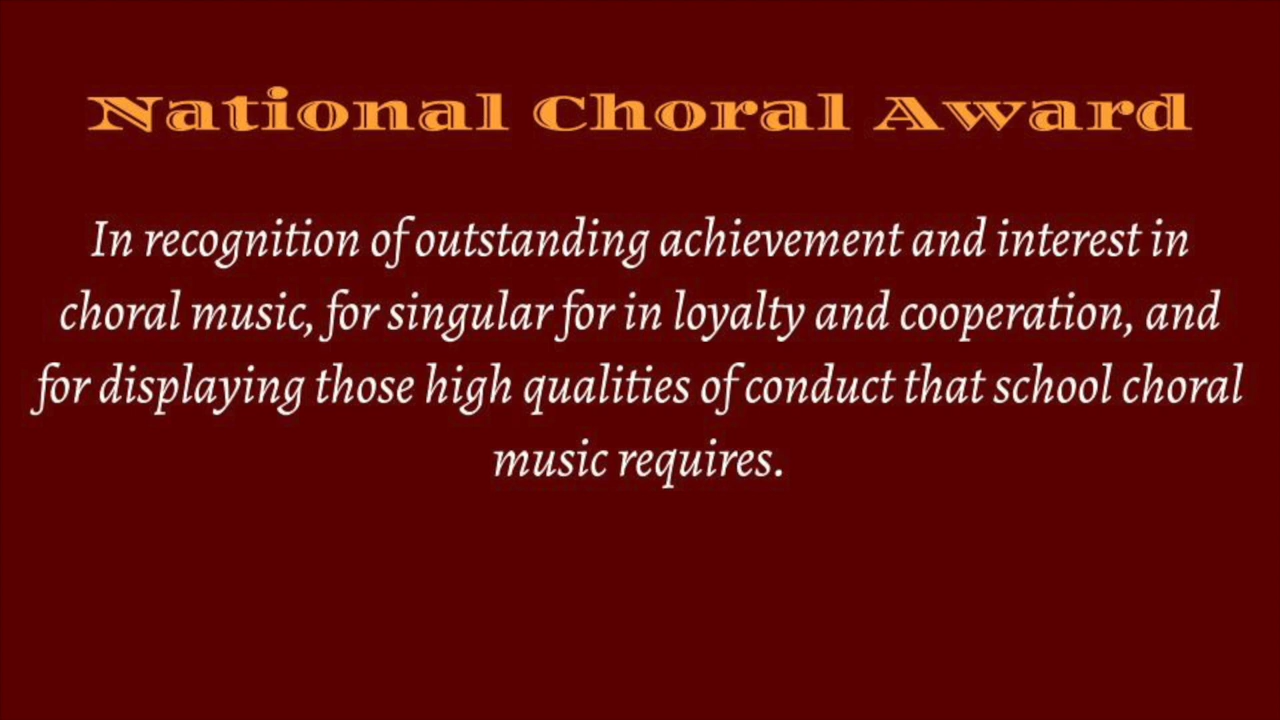 National Choral Award
In recognition of outstanding achievement and interest in
choral music, for singular for in loyalty and cooperation, and
for displaying those high qualities of conduct that school choral
music requires.